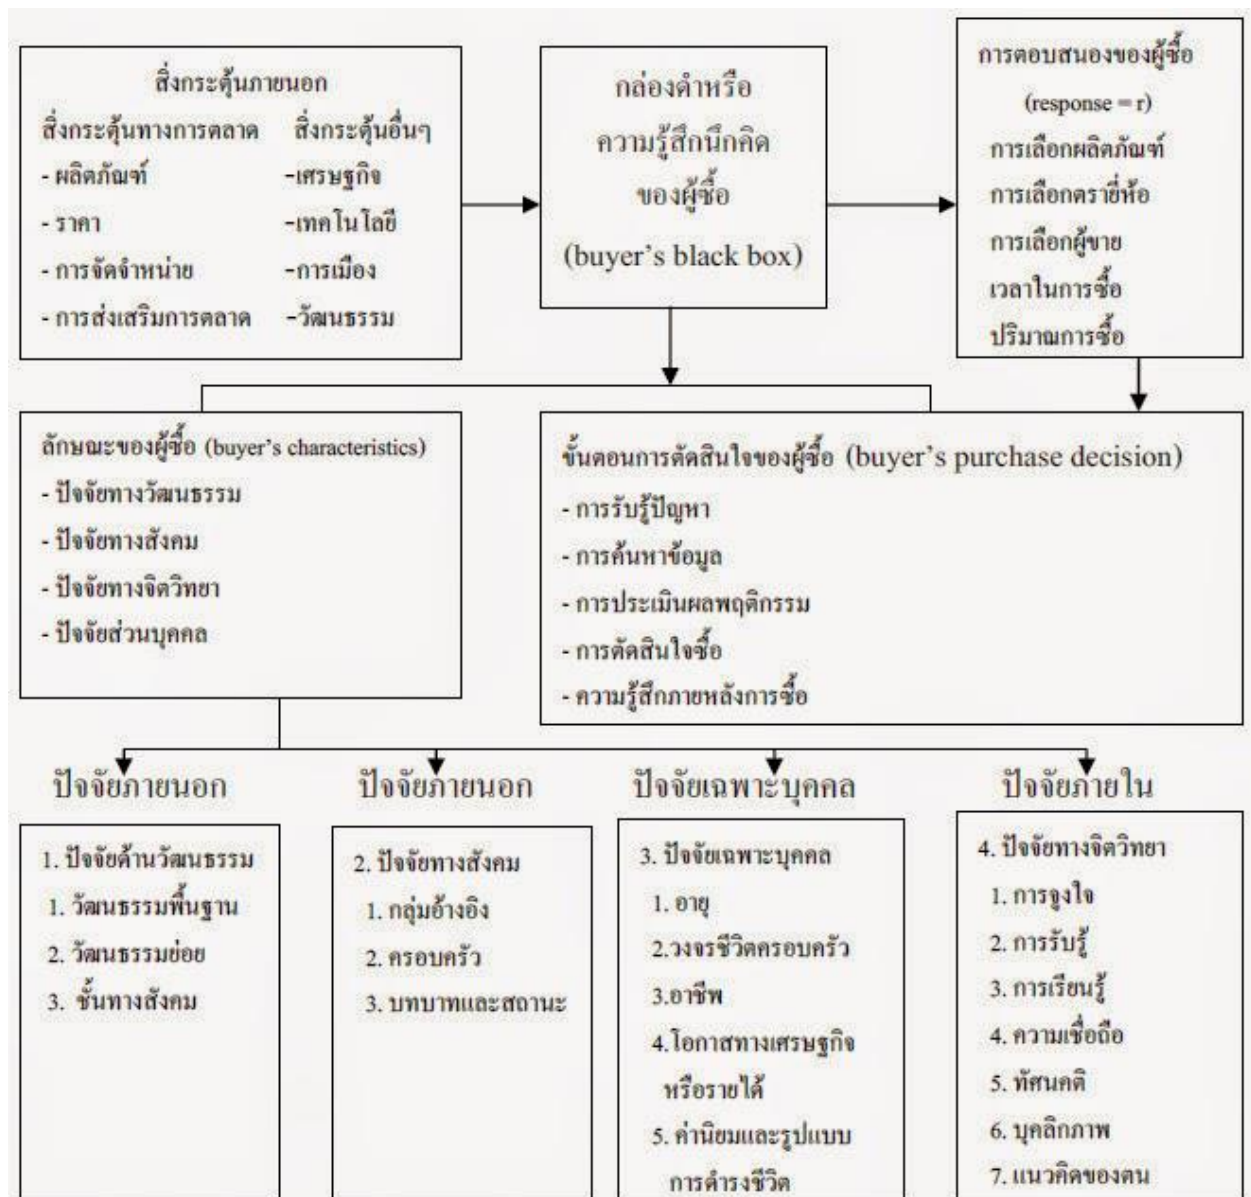 สิ่งกระตุ้นภายนอก
สิ่งกระตุ้นทางการตลาด สิ่งกระตุ้นอื่นๆ
- ผลิตภัณฑ์ -เศรษฐกิจ
- ราคา -เทคโนโลยี
- การจัดจำหน่าย -การเมือง
- การส่งเสริมการตลาด -วัฒนธรรม
กล่องดำหรือ
ความรู้สึกนึกคิด
ของผู้ซื้อ
(buyer's black box)
การตอบสนองของผู้ซื้อ
(response = r)
การเลือกผลิตภัณฑ์
การเลือกตรายี่ห้อ
การเลือกผู้ขาย
เวลาในการซื้อ
ปริมาณการซื้อ
ลักษณะของผู้ซื้อ (buyer's characteristics)
- ปัจจัยทางวัฒนธรรม
- ปัจจัยทางสังคม
- ปัจจัยทางจิตวิทยา
- ปัจจัยส่วนบุคคล
ขั้นตอนการตัดสินใจของผู้ซื้อ (buyer's purchase decision)
- การรับรู้ปัญหา
- การค้นหาข้อมูล
- การประเมินผลพฤติกรรม
- การตัดสินใจซื้อ
- ความรู้สึกภายหลังการซื้อ
ปัจจัยภายนอก
1. ปัจจัยด้านวัฒนธรรม
1. วัฒนธรรมพื้นฐาน
2. วัฒนธรรมย่อย
3. ชั้นทางสังคม
ปัจจัยภายนอก
2. ปัจจัยทางสังคม
1. กลุ่มอ้างอิง
2. ครอบครัว
3. บทบาทและสถานะ
ปัจจัยเฉพาะบุคคล
3. ปัจจัยเฉพาะบุคคล
1. อายุ
2.วงจรชีวิตครอบครัว
3.อาชีพ
4.โอกาสทางเศรษฐกิจ
หรือรายได้
5. ค่านิยมและรูปแบบ
การดำรงชีวิต
ปัจจัยภายใน
4. ปัจจัยทางจิตวิทยา
1. การจูงใจ
2. การรับรู้
3. การเรียนรู้
4. ความเชื่อถือ
5. ทัศนคติ
6. บุคลิกภาพ
7. แนวคิดของตน